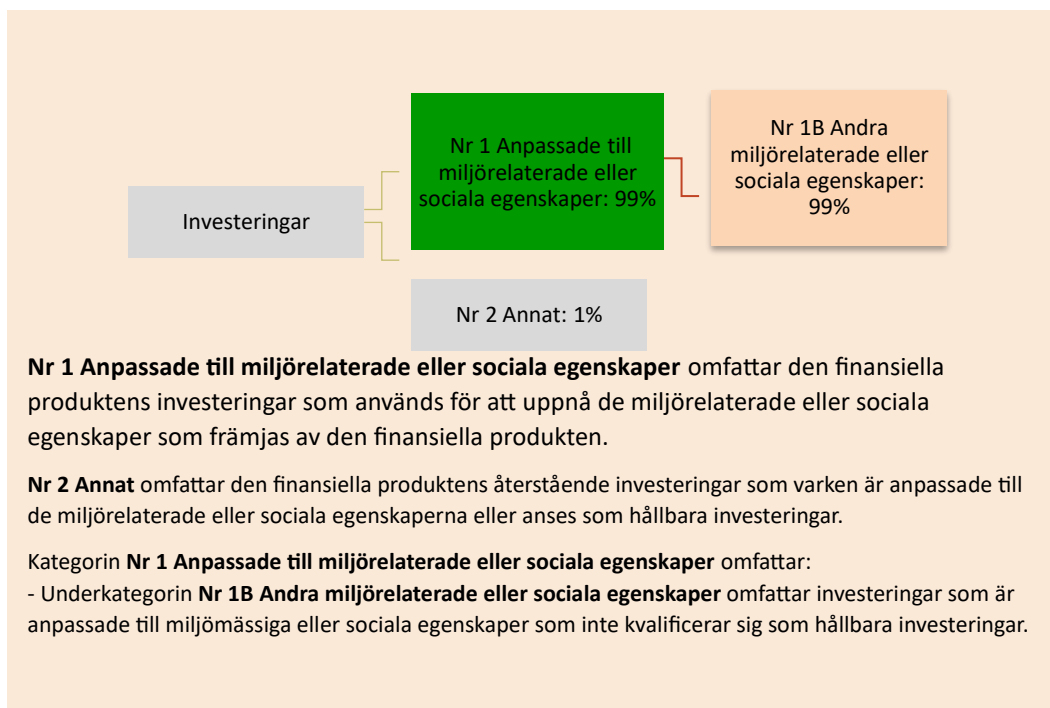 Investeringar
Nr 1 Anpassade till
miljörelaterade eller
sociala egenskaper: 99%
Nr 1B Andra
miljörelaterade eller
sociala egenskaper:
99%
Nr 2 Annat: 1%
Nr 1 Anpassade till miljörelaterade eller sociala egenskaper omfattar den finansiella
produktens investeringar som används för att uppnå de miljörelaterade eller sociala
egenskaper som främjas av den finansiella produkten.
Nr 2 Annat omfattar den finansiella produktens återstående investeringar som varken är anpassade till
de miljörelaterade eller sociala egenskaperna eller anses som hållbara investeringar.
Kategorin Nr 1 Anpassade till miljörelaterade eller sociala egenskaper omfattar:
- Underkategorin Nr 1B Andra miljörelaterade eller sociala egenskaper omfattar investeringar som är
anpassade till miljömässiga eller sociala egenskaper som inte kvalificerar sig som hållbara investeringar.